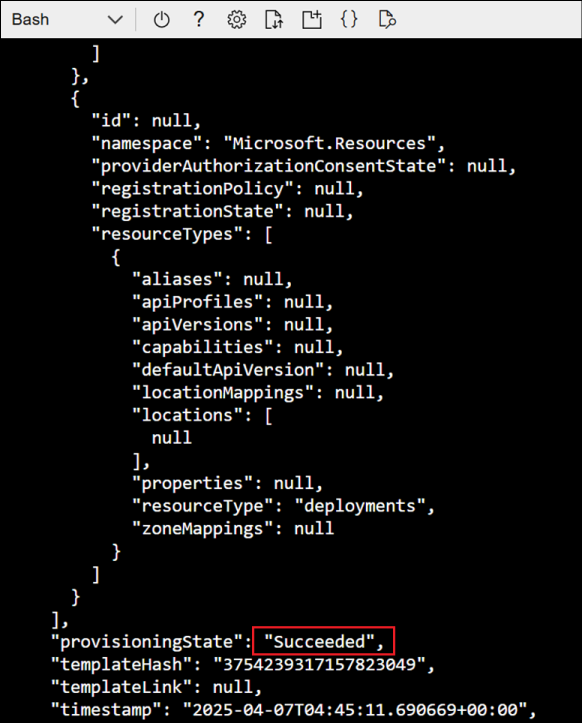 Bash
]
},
{
"id": null,
"namespace": "Microsoft.Resources",
"providerAuthorizationConsentState": null,
"registrationPolicy": null,
"registrationState": null,
"resourceTypes": [
{
"aliases": null,
"apiProfiles": null,
"apiVersions": null,
"capabilities": null,
"defaultApiVersion": null,
"locationMappings": null,
"locations": [
null
],
"properties": null,
"resourceType": "deployments",
"zoneMappings": null
}
]
}
],
"provisioningState": "Succeeded",
"templateHash": "3754239317157823049",
"templateLink": null,
"timestamp": "2025-04-07T04:45:11.690669+00:00",